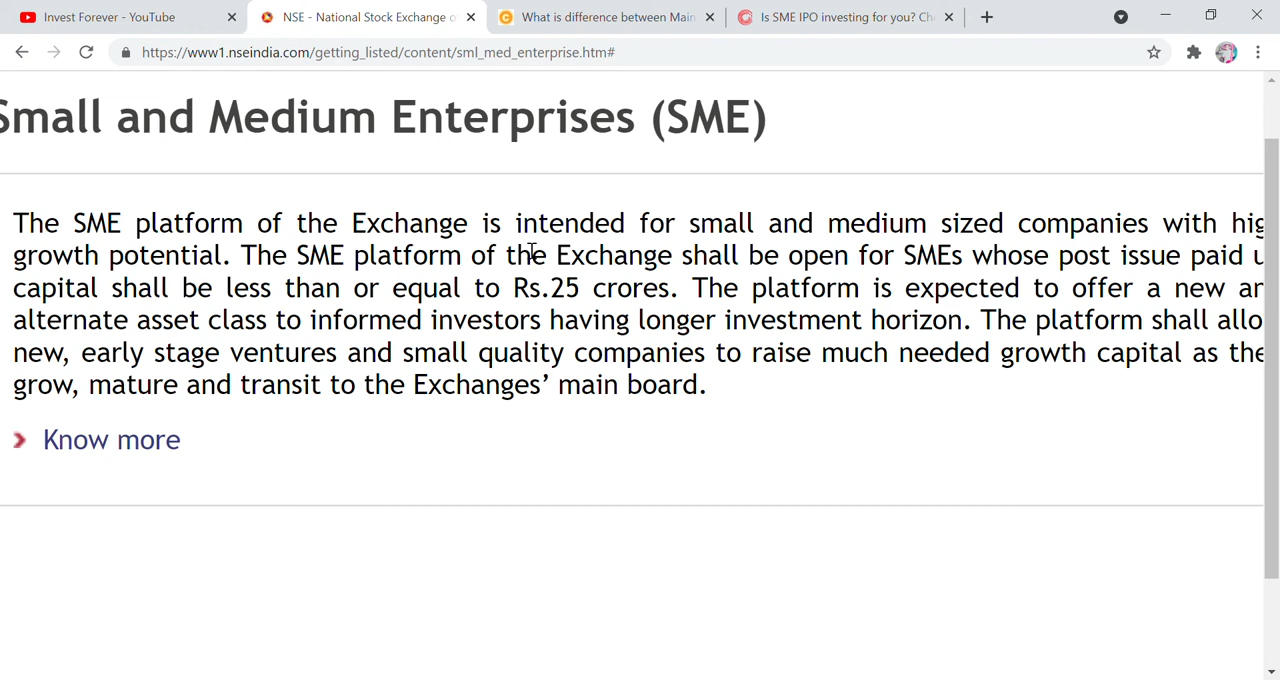 Invest Forever - YouTube
NSE - National Stock Exchange o
What is difference between Main
Is SME IPO investing for you? Ch
https://www1.nseindia.com/getting_listed/content/sml_med_enterprise.htm#
Small and Medium Enterprises (SME)
The SME platform of the Exchange is intended for small and medium sized companies with hig
growth potential. The SME platform of the Exchange shall be open for SMEs whose post issue paid u
capital shall be less than or equal to Rs.25 crores. The platform is expected to offer a new an
alternate asset class to informed investors having longer investment horizon. The platform shall allo
new, early stage ventures and small quality companies to raise much needed growth capital as the
grow, mature and transit to the Exchanges’ main board.
Know more